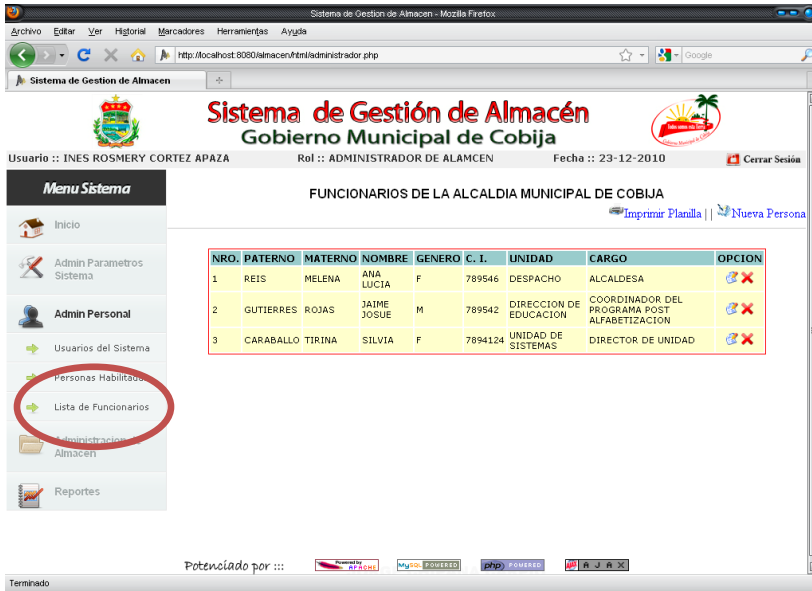 Sistema de Gestion de Almacen - Mozilla Firefox
Archivo Editar Ver Historial Marcadores Herramientas Ayuda
http://localhost:8080/almacen/html/administrador.php
Google
Sistema de Gestion de Almacen
Sistema de Gestión de Almacén
Gobierno Municipal de Cobija
Usuario :: INES ROSMERY CORTEZ APAZA Rol :: ADMINISTRADOR DE ALAMCEN Fecha :: 23-12-2010 Cerrar Sesión
Menu Sistema
Inicio
Admin Parametros
Sistema
Admin Personal
Usuarios del Sistema
Personas Habilitada
Lista de Funcionarios
Administracion de
Almacen
Reportes
FUNCIONARIOS DE LA ALCALDIA MUNICIPAL DE COBIJA
Imprimir Planilla || Nueva Persona
NRO. PATERNO MATERNO NOMBRE GENERO C. I. UNIDAD CARGO OPCION
1 REIS MELENA ANA LUCIA F 789546 DESPACHO ALCALDESA
2 GUTIERRES ROJAS JAIME JOSUE M 789542 DIRECCION DE EDUCACION COORDINADOR DEL PROGRAMA POST ALFABETIZACION
3 CARABALLO TIRINA SILVIA F 7894124 UNIDAD DE SISTEMAS DIRECTOR DE UNIDAD
Potenciado por ::: Powered by APACHE MySQL POWERED php POWERED AJAX
Terminado